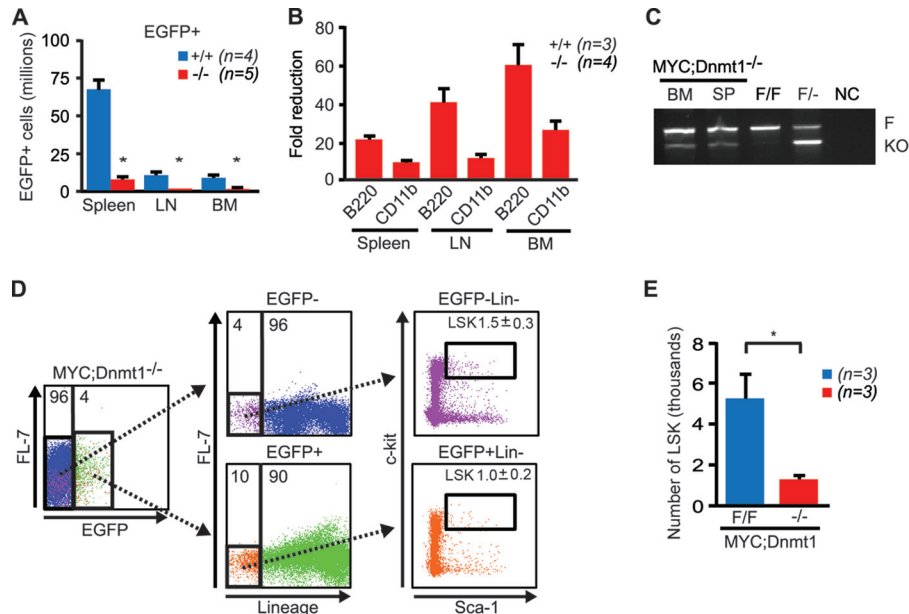 A
EGFP+
+/+ (n=4)
-/- (n=5)
EGFP+ cells (millions)
100
75
50
25
0
*
*
*
Spleen
LN
BM
B
+/+ (n=3)
-/- (n=4)
Fold reduction
80
60
40
20
0
B220
CD11b
B220
CD11b
B220
CD11b
Spleen
LN
BM
C
MYC;Dnmt1-/-
BM
SP
F/F
F/-
NC
F
KO
D
MYC;Dnmt1-/-
96
4
FL-7
EGFP
EGFP-
4
96
FL-7
EGFP+
10
90
Lineage
EGFP-Lin-
LSK 1.5±0.3
c-kit
EGFP+Lin-
LSK 1.0±0.2
Sca-1
E
*
(n=3)
(n=3)
Number of LSK (thousands)
8
6
4
2
0
F/F
-/-
MYC;Dnmt1